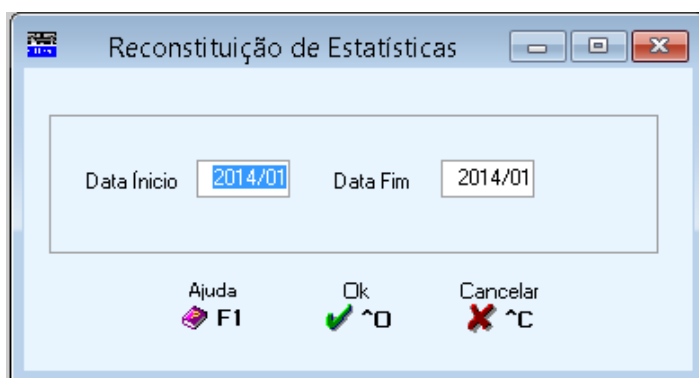 Reconstituição de Estatísticas
Data Ínicio 2014/01 Data Fim 2014/01
Ajuda Ok Cancelar
F1 ^O ^C